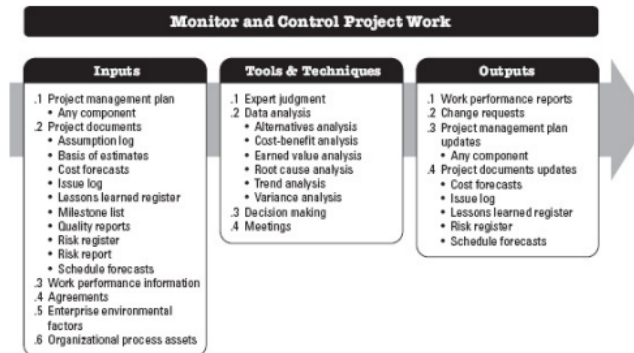 Monitor and Control Project Work
Inputs
.1 Project management plan
• Any component
.2 Project documents
• Assumption log
• Basis of estimates
• Cost forecasts
• Issue log
• Lessons learned register
• Milestone list
• Quality reports
• Risk register
• Risk report
• Schedule forecasts
.3 Work performance information
.4 Agreements
.5 Enterprise environmental
factors
.6 Organizational process assets
Tools & Techniques
.1 Expert judgment
.2 Data analysis
• Alternatives analysis
• Cost-benefit analysis
• Earned value analysis
• Root cause analysis
• Trend analysis
• Variance analysis
.3 Decision making
.4 Meetings
Outputs
.1 Work performance reports
.2 Change requests
.3 Project management plan
updates
• Any component
.4 Project documents updates
• Cost forecasts
• Issue log
• Lessons learned register
• Risk register
• Schedule forecasts